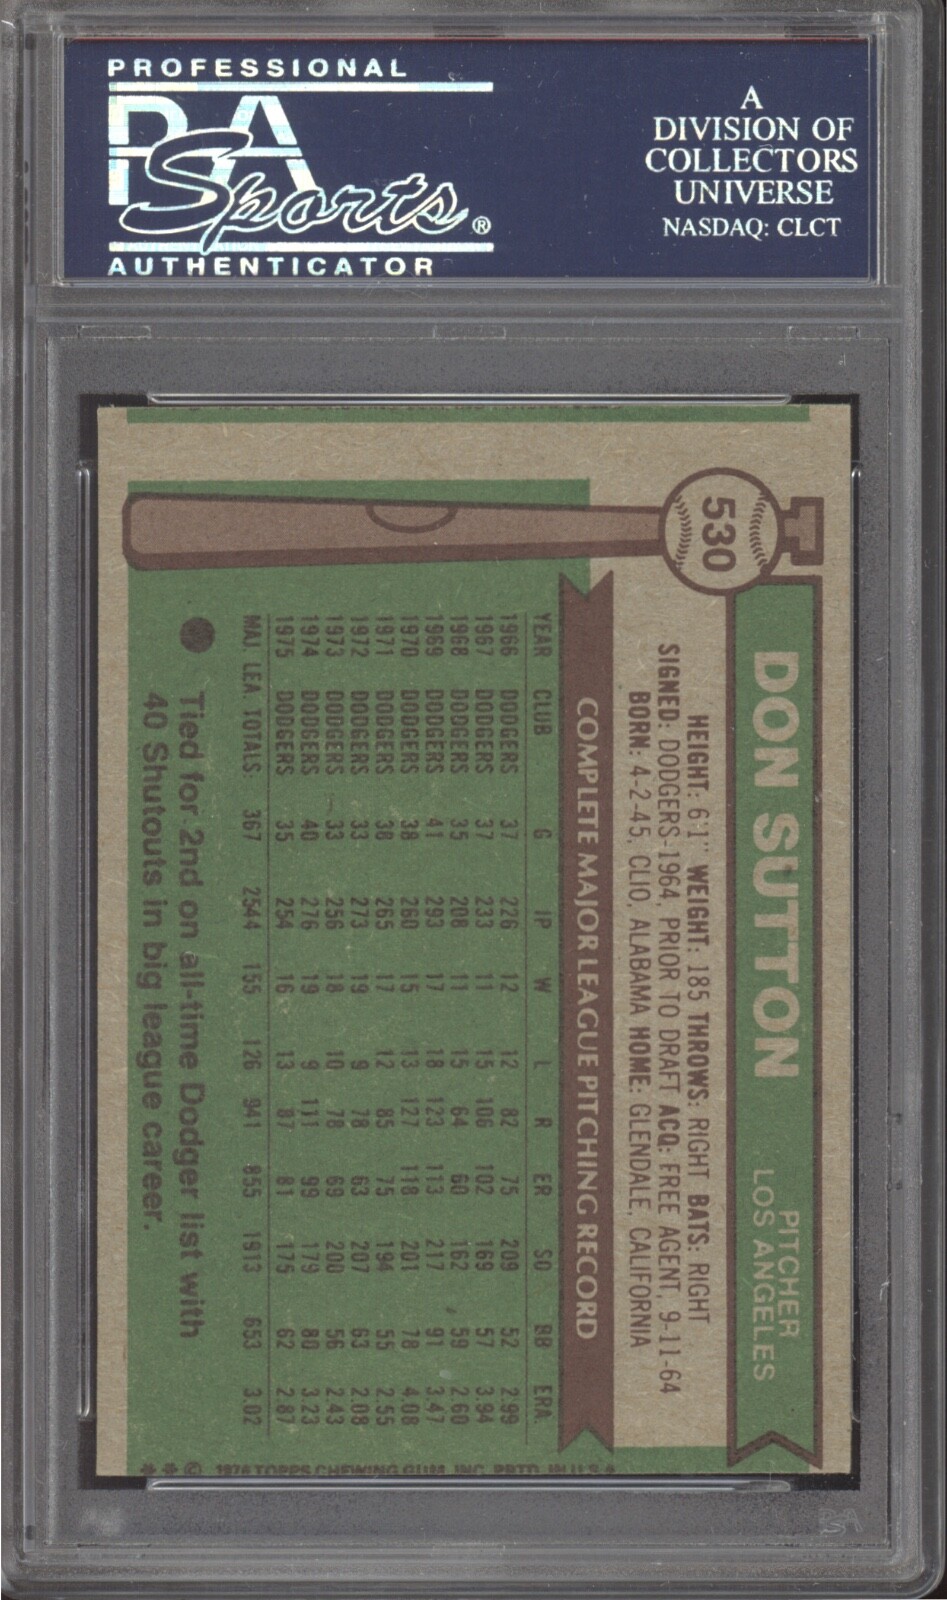 PROFESSIONAL
PSA
Sports®
AUTHENTICATOR
A
DIVISION OF
COLLECTORS
UNIVERSE
NASDAQ: CLCT
530
DON SUTTON
PITCHER
LOS ANGELES
HEIGHT: 6'1" WEIGHT: 185 THROWS: RIGHT BATS: RIGHT
SIGNED: DODGERS-1964, PRIOR TO DRAFT ACQ: FREE AGENT, 9-11-64
BORN: 4-2-45, CLIO, ALABAMA HOME: GLENDALE, CALIFORNIA
COMPLETE MAJOR LEAGUE PITCHING RECORD
YEAR CLUB G IP W L R ER SO BB ERA
1966 DODGERS 37 226 12 12 82 75 209 52 2.99
1967 DODGERS 37 233 11 15 106 102 169 57 3.94
1968 DODGERS 35 208 11 15 64 60 162 59 2.60
1969 DODGERS 41 293 17 18 123 113 217 91 3.47
1970 DODGERS 38 260 15 13 127 118 201 78 4.08
1971 DODGERS 38 265 17 12 85 75 194 55 2.55
1972 DODGERS 33 273 19 9 78 63 207 63 2.08
1973 DODGERS 33 256 18 10 78 69 200 56 2.43
1974 DODGERS 40 276 19 9 111 99 179 80 3.23
1975 DODGERS 35 254 16 13 87 81 175 62 2.87
MAJ. LEA. TOTALS: 367 2544 155 126 941 855 1913 653 3.02
Tied for 2nd on all-time Dodger list with
40 Shutouts in big league career.
** © 1976 TOPPS CHEWING GUM, INC. PRTD. IN U.S.A.